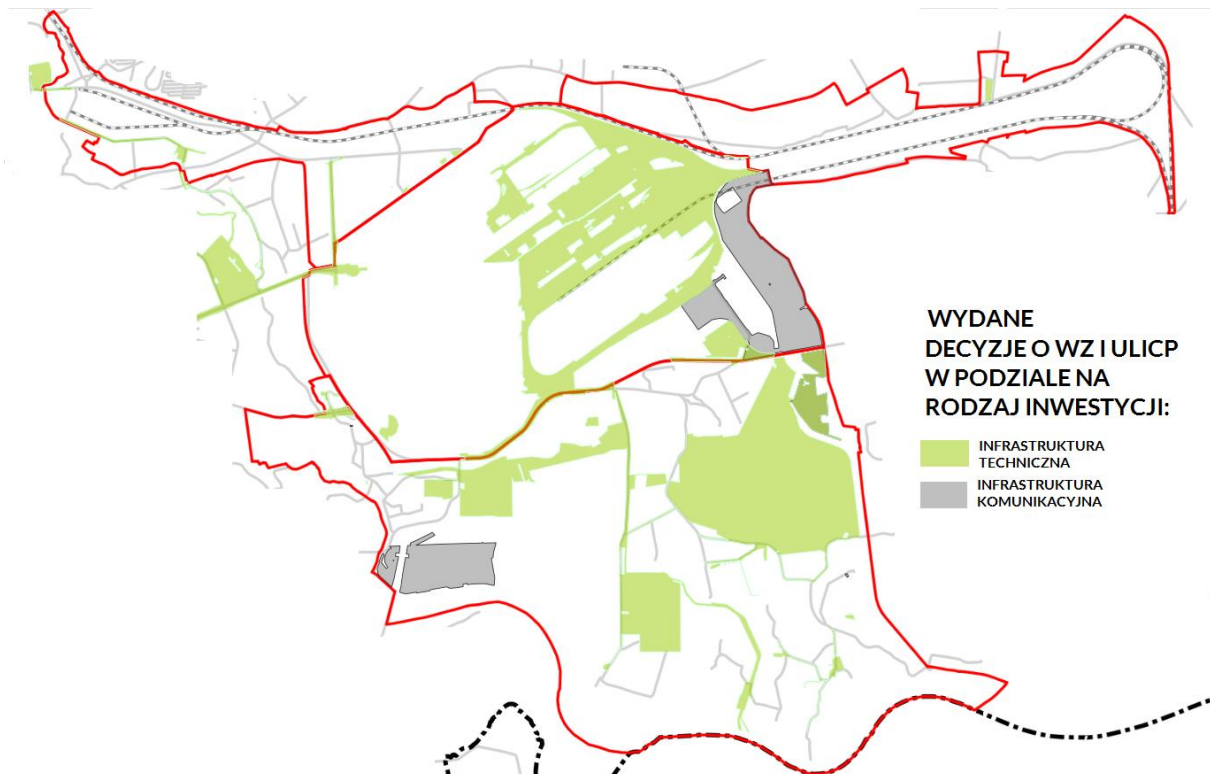 WYDANE
DECYZJE O WZ I ULICP
W PODZIALE NA
RODZAJ INWESTYCJI:
INFRASTRUKTURA
TECHNICZNA
INFRASTRUKTURA
KOMUNIKACYJNA